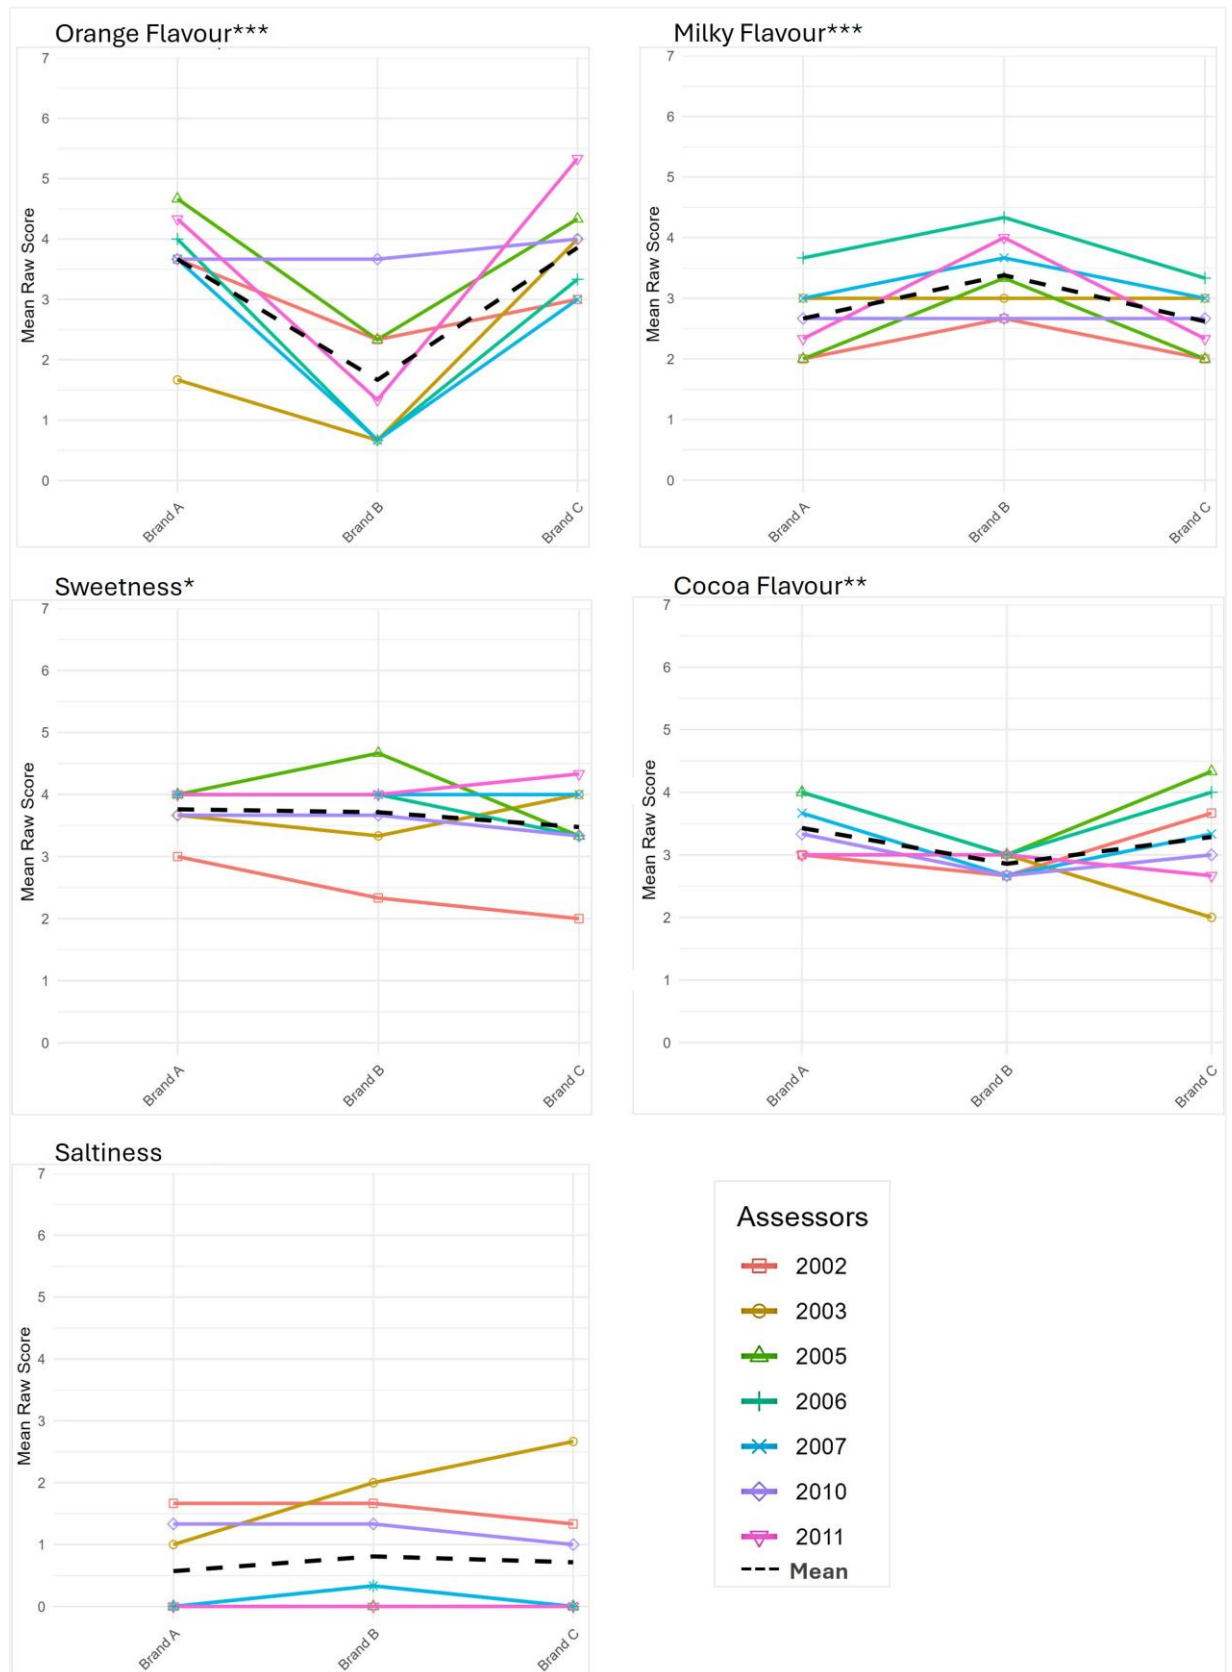 Orange Flavour***
7
6
5
4
3
2
1
0
Mean Raw Score
Brand A
Brand B
Brand C
Milky Flavour***
7
6
5
4
3
2
1
0
Mean Raw Score
Brand A
Brand B
Brand C
Sweetness*
7
6
5
4
3
2
1
0
Mean Raw Score
Brand A
Brand B
Brand C
Cocoa Flavour**
7
6
5
4
3
2
1
0
Mean Raw Score
Brand A
Brand B
Brand C
Saltiness
7
6
5
4
3
2
1
0
Mean Raw Score
Brand A
Brand B
Brand C
Assessors
2002
2003
2005
2006
2007
2010
2011
Mean